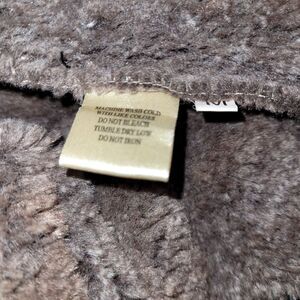 MACHINE WASH COLD
WITH LIKE COLORS
DO NOT BLEACH
TUMBLE DRY LOW
DO NOT IRON
M